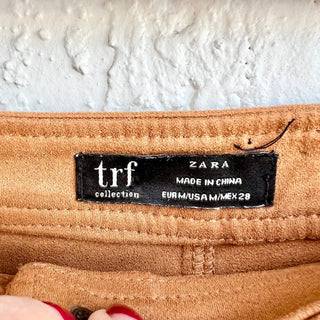 trf
collection
ZARA
MADE IN CHINA
EUR M/USA M/MEX 28